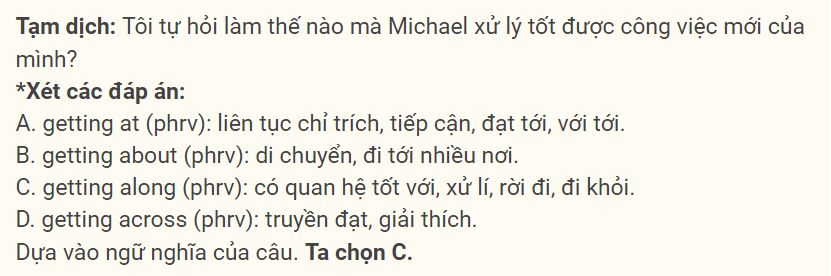 Tạm dịch: Tôi tự hỏi làm thế nào mà Michael xử lý tốt được công việc mới của
mình?
*Xét các đáp án:
A. getting at (phrv): liên tục chỉ trích, tiếp cận, đạt tới, với tới.
B. getting about (phrv): di chuyển, đi tới nhiều nơi.
C. getting along (phrv): có quan hệ tốt với, xử lí, rời đi, đi khỏi.
D. getting across (phrv): truyền đạt, giải thích.
Dựa vào ngữ nghĩa của câu. Ta chọn C.